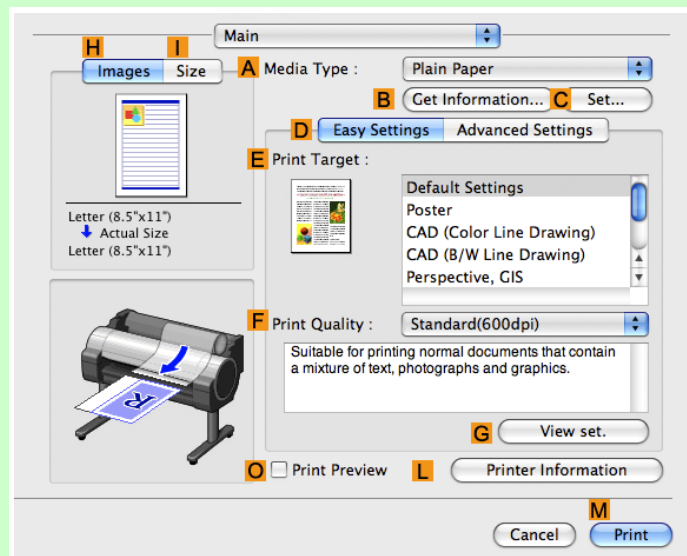 Main
H I
Images Size
A Media Type : Plain Paper
B Get Information... C Set...
D Easy Settings Advanced Settings
E Print Target :
Default Settings
Poster
CAD (Color Line Drawing)
CAD (B/W Line Drawing)
Perspective, GIS
Letter (8.5"x11")
Actual Size
Letter (8.5"x11")
F Print Quality : Standard(600dpi)
Suitable for printing normal documents that contain
a mixture of text, photographs and graphics.
R
G View set.
O Print Preview L Printer Information
M
Cancel Print